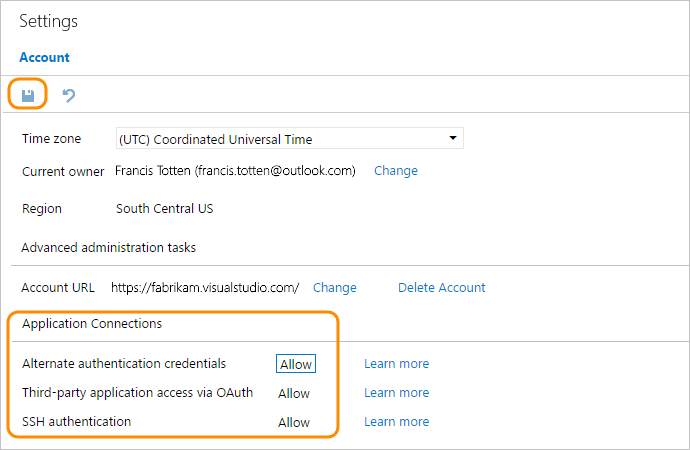 Settings
Account
Time zone (UTC) Coordinated Universal Time
Current owner Francis Totten (francis.totten@outlook.com) Change
Region South Central US
Advanced administration tasks
Account URL https://fabrikam.visualstudio.com/ Change Delete Account
Application Connections
Alternate authentication credentials Allow Learn more
Third-party application access via OAuth Allow Learn more
SSH authentication Allow Learn more